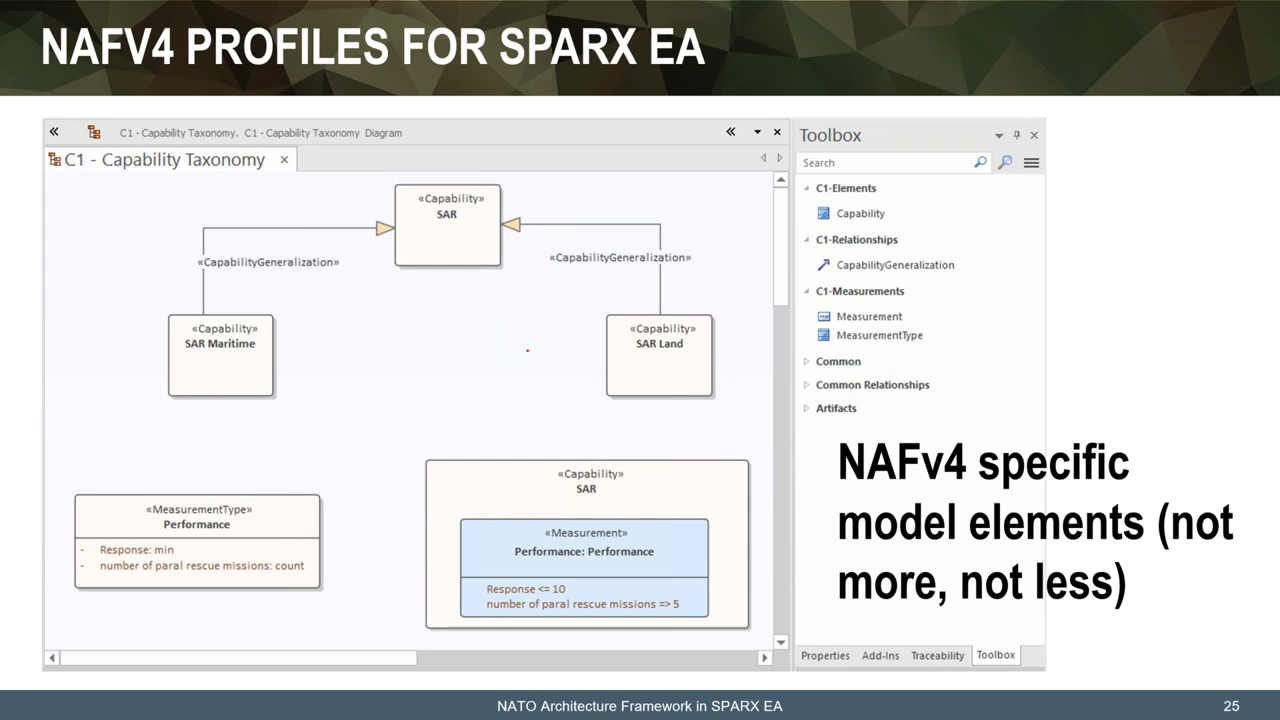 NAFV4 PROFILES FOR SPARX EA
C1 - Capability Taxonomy. C1 - Capability Taxonomy Diagram
C1 - Capability Taxonomy
«Capability»
SAR
«CapabilityGeneralization»
«CapabilityGeneralization»
«Capability»
SAR Maritime
«Capability»
SAR Land
«MeasurementType»
Performance
- Response: min
- number of paral rescue missions: count
«Capability»
SAR
«Measurement»
Performance: Performance
Response <= 10
number of paral rescue missions => 5
Toolbox
Search
C1-Elements
Capability
C1-Relationships
CapabilityGeneralization
C1-Measurements
Measurement
MeasurementType
Common
Common Relationships
Artifacts
NAFv4 specific
model elements (not
more, not less)
Properties Add-Ins Traceability Toolbox
NATO Architecture Framework in SPARX EA
25